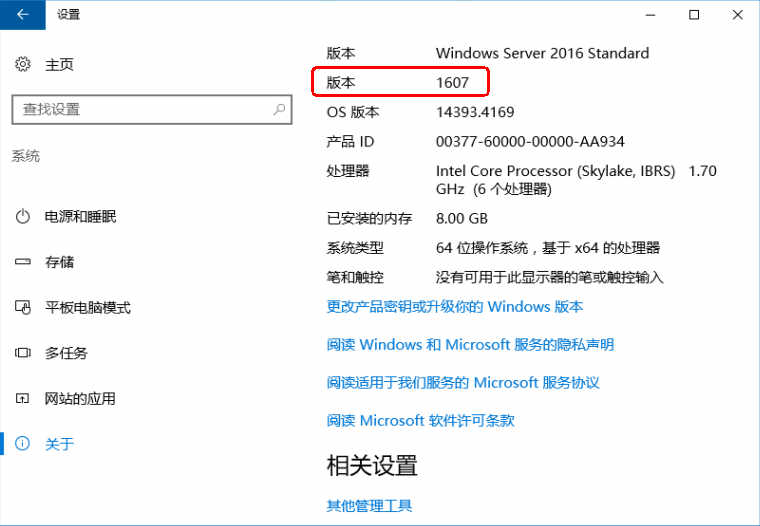 设置
主页
查找设置
系统
电源和睡眠
存储
平板电脑模式
多任务
网站的应用
关于
版本 Windows Server 2016 Standard
版本 1607
OS 版本 14393.4169
产品 ID 00377-60000-00000-AA934
处理器 Intel Core Processor (Skylake, IBRS) 1.70
GHz (6 个处理器)
已安装的内存 8.00 GB
系统类型 64 位操作系统，基于 x64 的处理器
笔和触控 没有可用于此显示器的笔或触控输入
更改产品密钥或升级你的 Windows 版本
阅读 Windows 和 Microsoft 服务的隐私声明
阅读适用于我们服务的 Microsoft 服务协议
阅读 Microsoft 软件许可条款
相关设置
其他管理工具